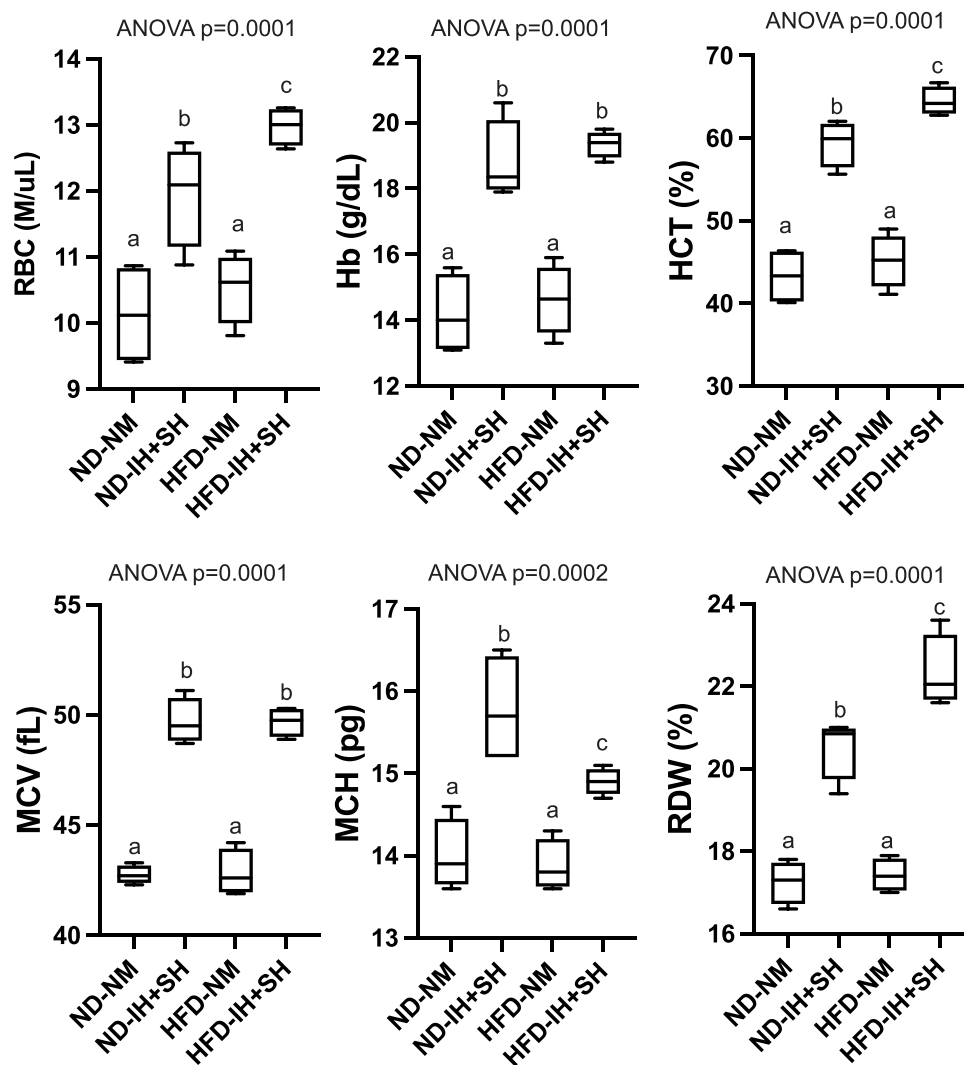 ANOVA p=0.0001
RBC (M/uL)
14
13
12
11
10
9
a
b
a
c
ND-NM
ND-IH+SH
HFD-NM
HFD-IH+SH
ANOVA p=0.0001
Hb (g/dL)
22
20
18
16
14
12
a
b
a
b
ND-NM
ND-IH+SH
HFD-NM
HFD-IH+SH
ANOVA p=0.0001
HCT (%)
70
60
50
40
30
a
b
a
c
ND-NM
ND-IH+SH
HFD-NM
HFD-IH+SH
ANOVA p=0.0001
MCV (fL)
55
50
45
40
a
b
a
b
ND-NM
ND-IH+SH
HFD-NM
HFD-IH+SH
ANOVA p=0.0002
MCH (pg)
17
16
15
14
13
a
b
a
c
ND-NM
ND-IH+SH
HFD-NM
HFD-IH+SH
ANOVA p=0.0001
RDW (%)
24
22
20
18
16
a
b
a
c
ND-NM
ND-IH+SH
HFD-NM
HFD-IH+SH